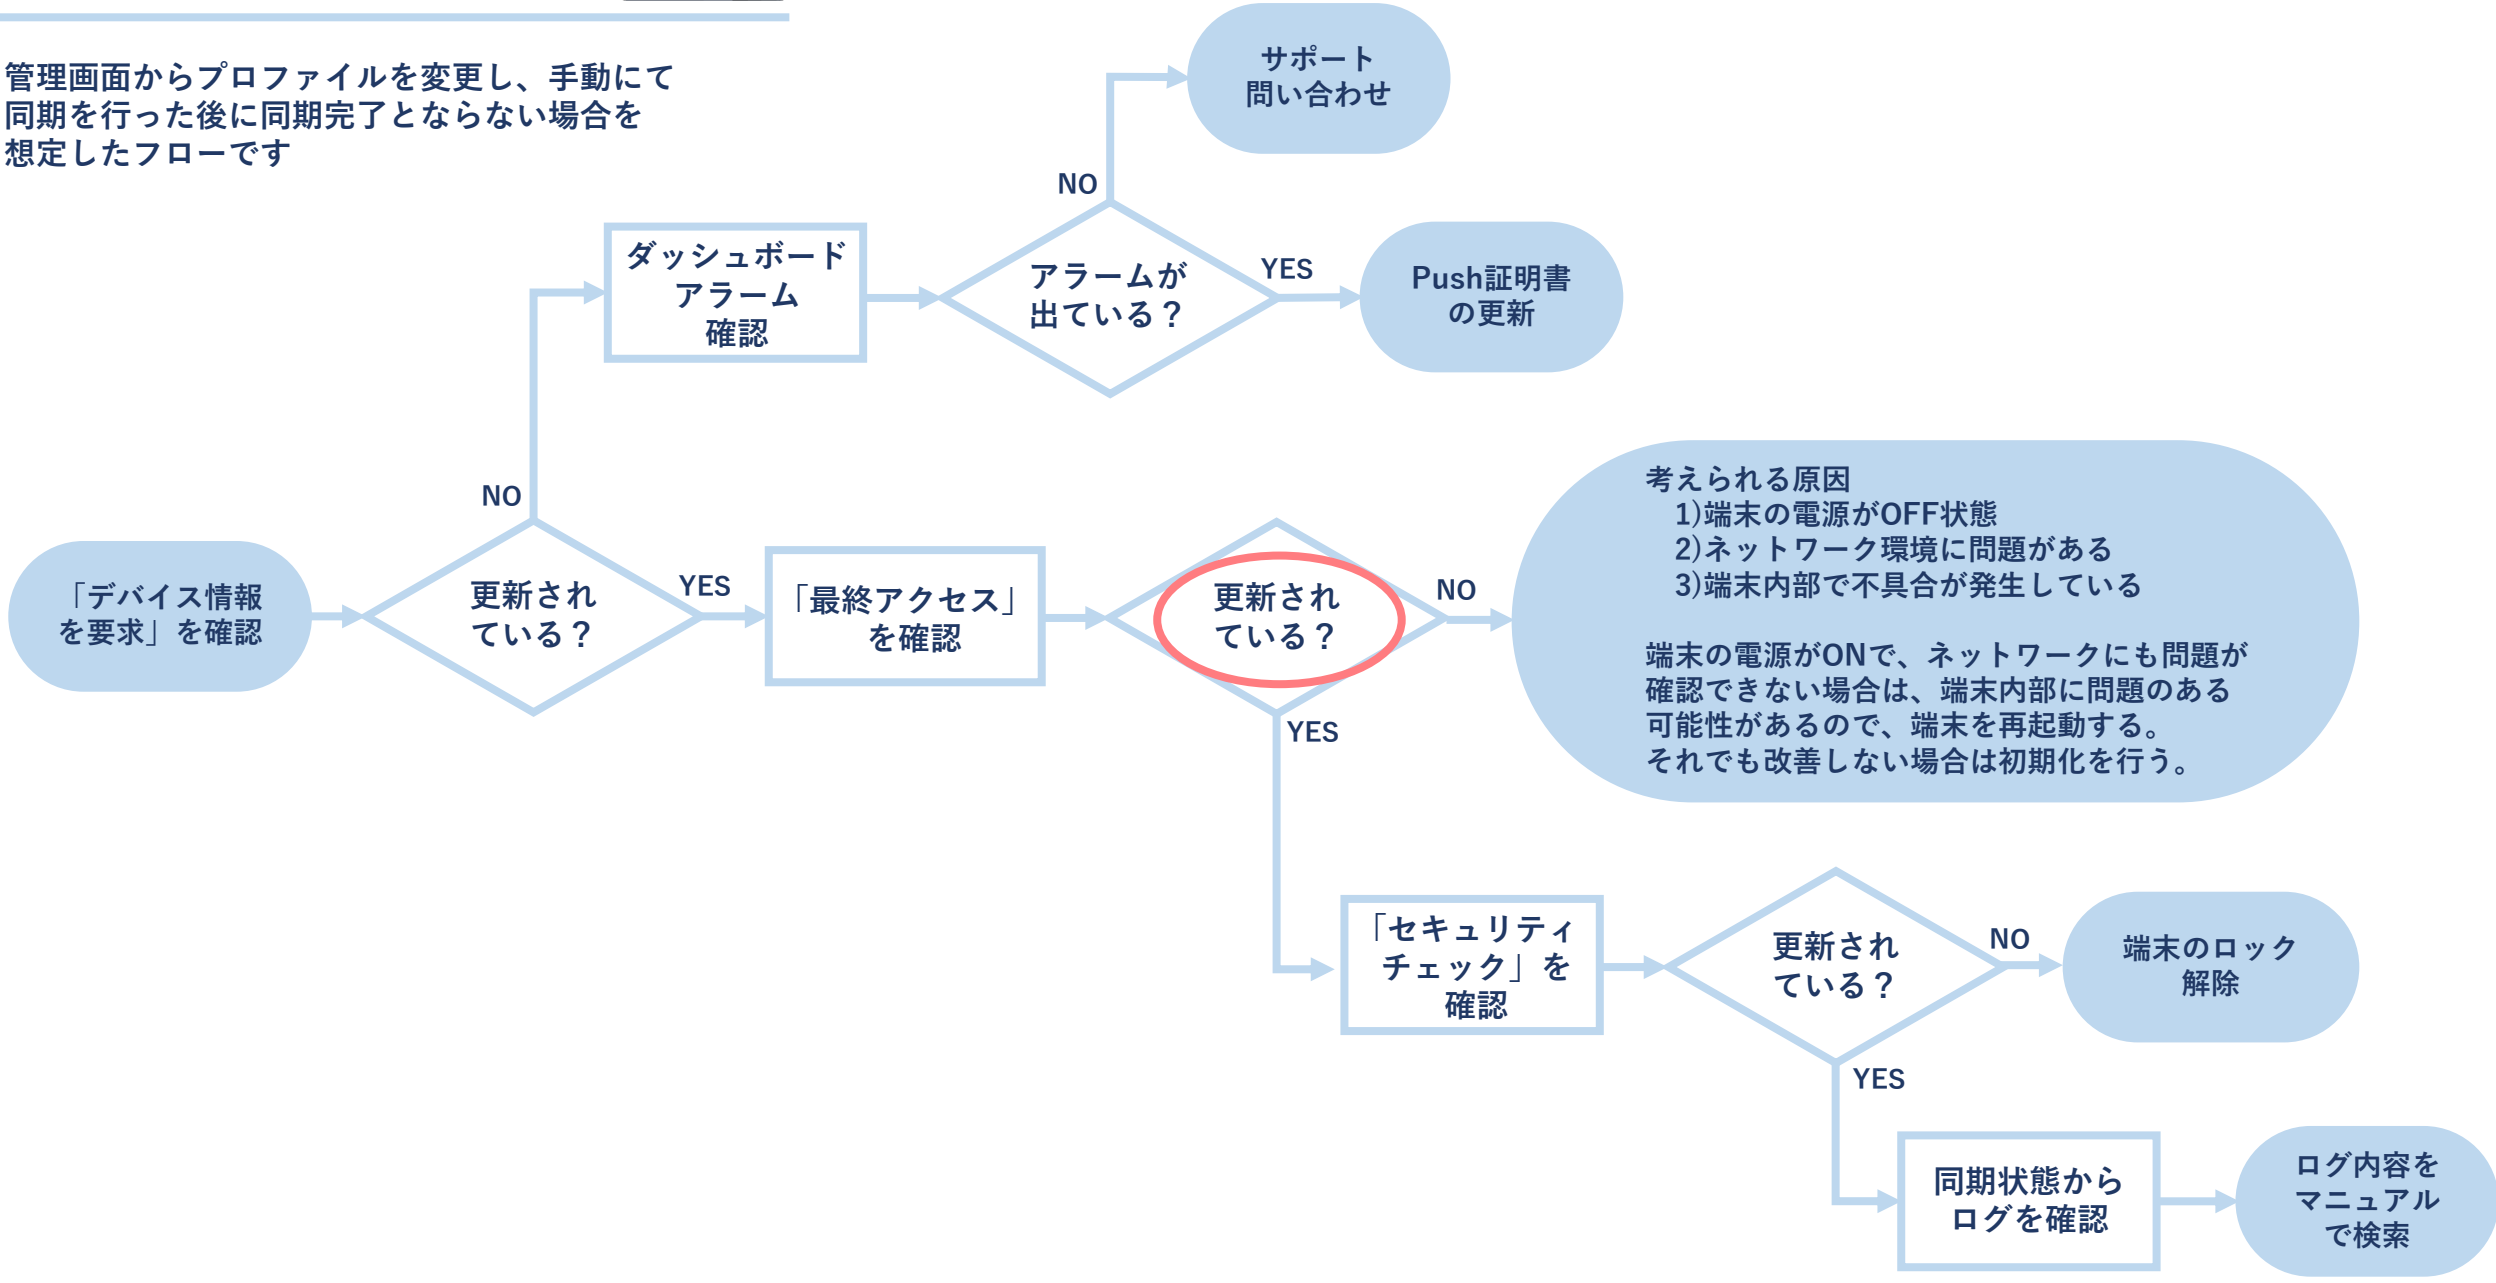 管理画面からプロファイルを変更し、手動にて
同期を行った後に同期完了とならない場合を
想定したフローです
サポート
問い合わせ
NO
ダッシュボード
アラーム
確認
アラームが
出ている？
YES
Push証明書
の更新
NO
「デバイス情報
を要求」を確認
更新され
ている？
YES
「最終アクセス」
を確認
更新され
ている？
NO
考えられる原因
1)端末の電源がOFF状態
2)ネットワーク環境に問題がある
3)端末内部で不具合が発生している
端末の電源がONで、ネットワークにも問題が
確認できない場合は、端末内部に問題のある
可能性があるので、端末を再起動する。
それでも改善しない場合は初期化を行う。
YES
「セキュリティ
チェック」を
確認
更新され
ている？
NO
端末のロック
解除
YES
同期状態から
ログを確認
ログ内容を
マニュアル
で検索